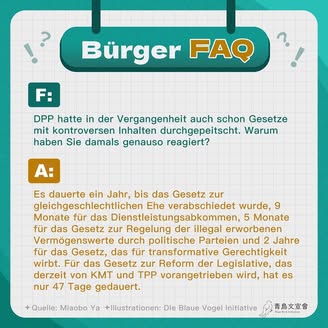 Bürger FAQ
F:
DPP hatte in der Vergangenheit auch schon Gesetze
mit kontroversen Inhalten durchgepeitscht. Warum
haben Sie damals genauso reagiert?
A:
Es dauerte ein Jahr, bis das Gesetz zur
gleichgeschlechtlichen Ehe verabschiedet wurde, 9
Monate für das Dienstleistungsabkommen, 5 Monate
für das Gesetz zur Regelung der illegal erworbenen
Vermögenswerte durch politische Parteien und 2 Jahre
für das Gesetz, das für transformative Gerechtigkeit
wirbt. Für das Gesetz zur Reform der Legislative, das
derzeit von KMT und TPP vorangetrieben wird, hat es
nur 47 Tage gedauert.
✦Quelle: Miaobo Ya ✦Illustrationen: Die Blaue Vogel Initiative
青鳥文宣會